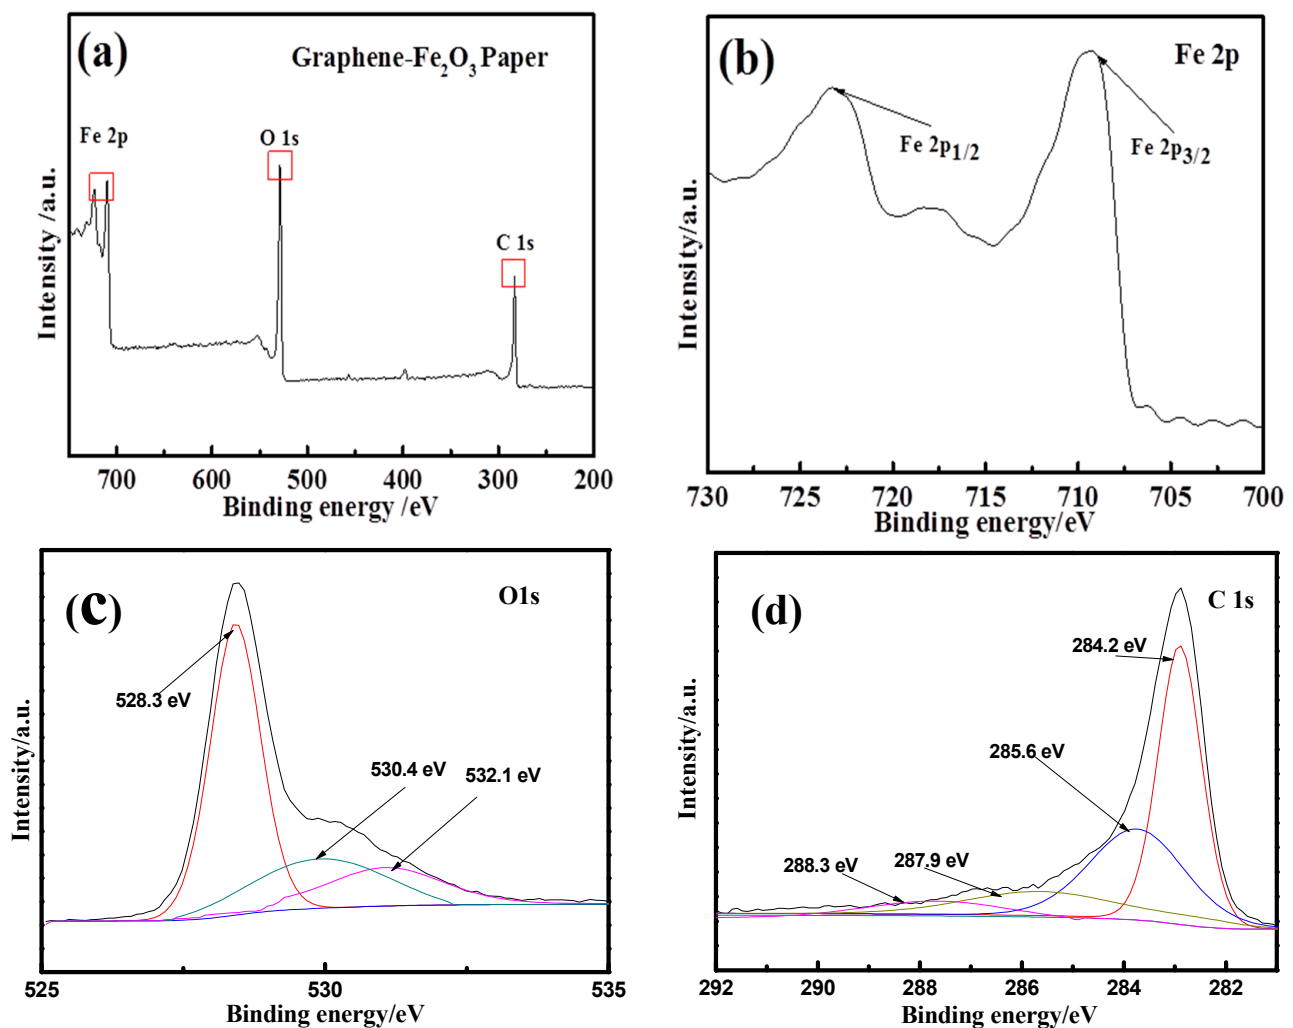 (a)
Graphene-Fe₂O₃ Paper
Fe 2p
O 1s
C 1s
Intensity /a.u.
700 600 500 400 300 200
Binding energy /eV
(b)
Fe 2p
Fe 2p1/2
Fe 2p3/2
Intensity/a.u.
730 725 720 715 710 705 700
Binding energy/eV
(c)
O1s
528.3 eV
530.4 eV
532.1 eV
Intensity/a.u.
525 530 535
Binding energy/eV
(d)
C 1s
284.2 eV
285.6 eV
287.9 eV
288.3 eV
Intensity/a.u.
292 290 288 286 284 282
Binding energy/eV